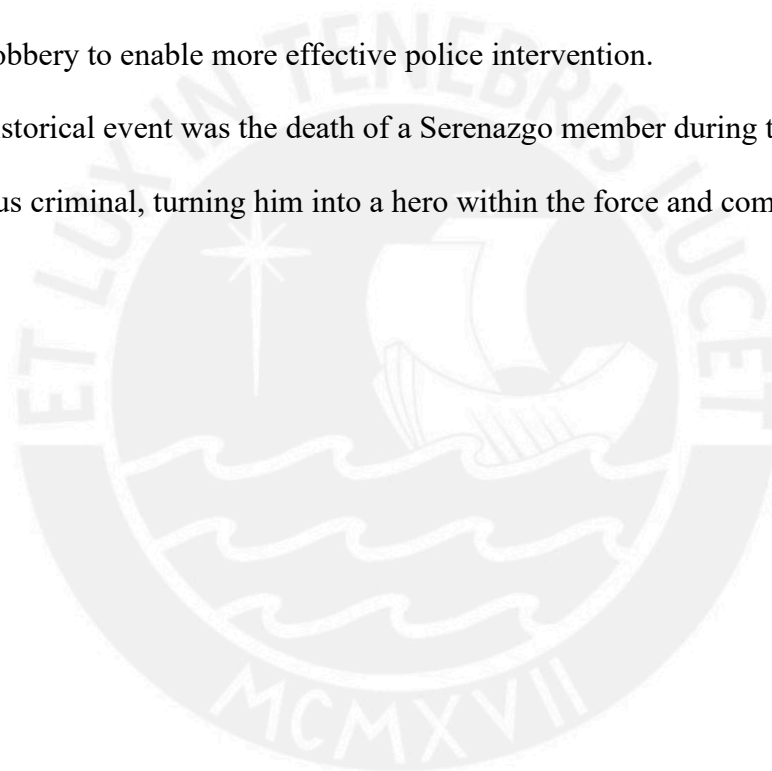 obbery to enable more effective police intervention.
storical event was the death of a Serenazgo member during t
us criminal, turning him into a hero within the force and com
ET LUX IN TENEBRIS LUCET
MCMXVII